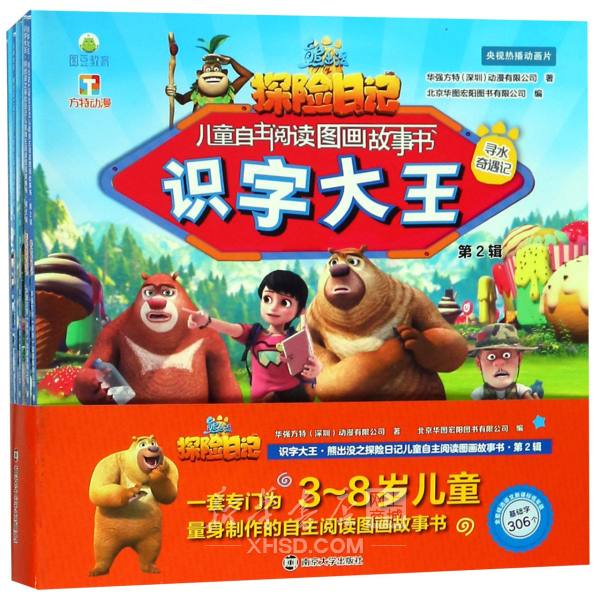 图豆教育
方特动漫
熊出没
探险日记
央视热播动画片
华强方特(深圳)动漫有限公司 著
北京华图宏阳图书有限公司 编
儿童自主阅读图画故事书
寻水
奇遇记
识字大王
第2辑
华强方特(深圳)动漫有限公司 著 北京华图宏阳图书有限公司 编
熊出没
探险日记
识字大王·熊出没之探险日记儿童自主阅读图画故事书·第2辑
一套专门为 3~8岁儿童
量身制作的自主阅读图画故事书
基础字
306个
XHSD.COM
南京大学出版社